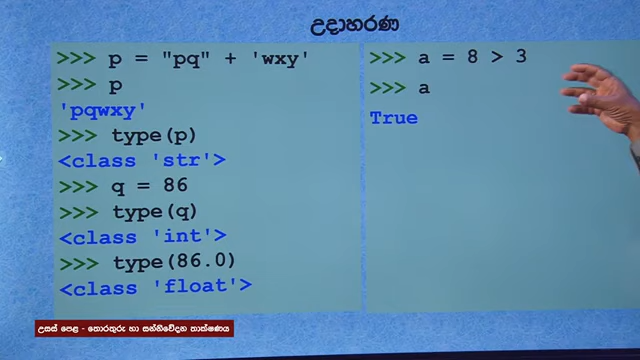 උදාහරණ
>>> p = "pq" + 'wxy'
>>> p
'pqwxy'
>>> type(p)
<class 'str'>
>>> q = 86
>>> type(q)
<class 'int'>
>>> type(86.0)
<class 'float'>
>>> a = 8 > 3
>>> a
True
උසස් පෙළ - තොරතුරු හා සන්නිවේදන තාක්ෂණය